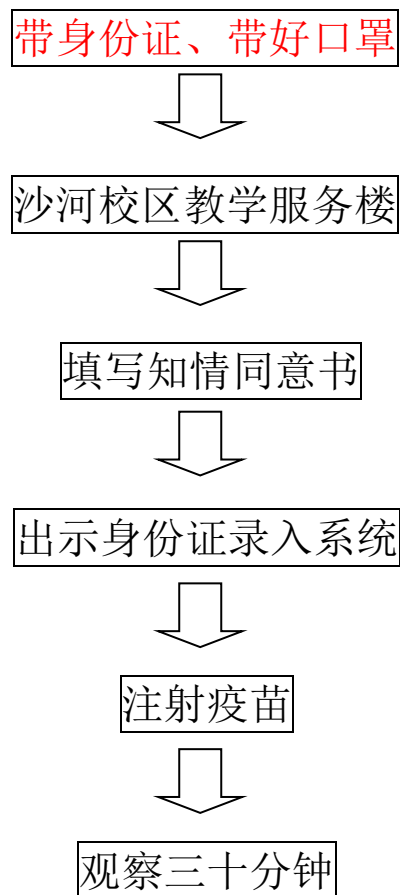 带身份证、带好口罩
沙河校区教学服务楼
填写知情同意书
出示身份证录入系统
注射疫苗
观察三十分钟